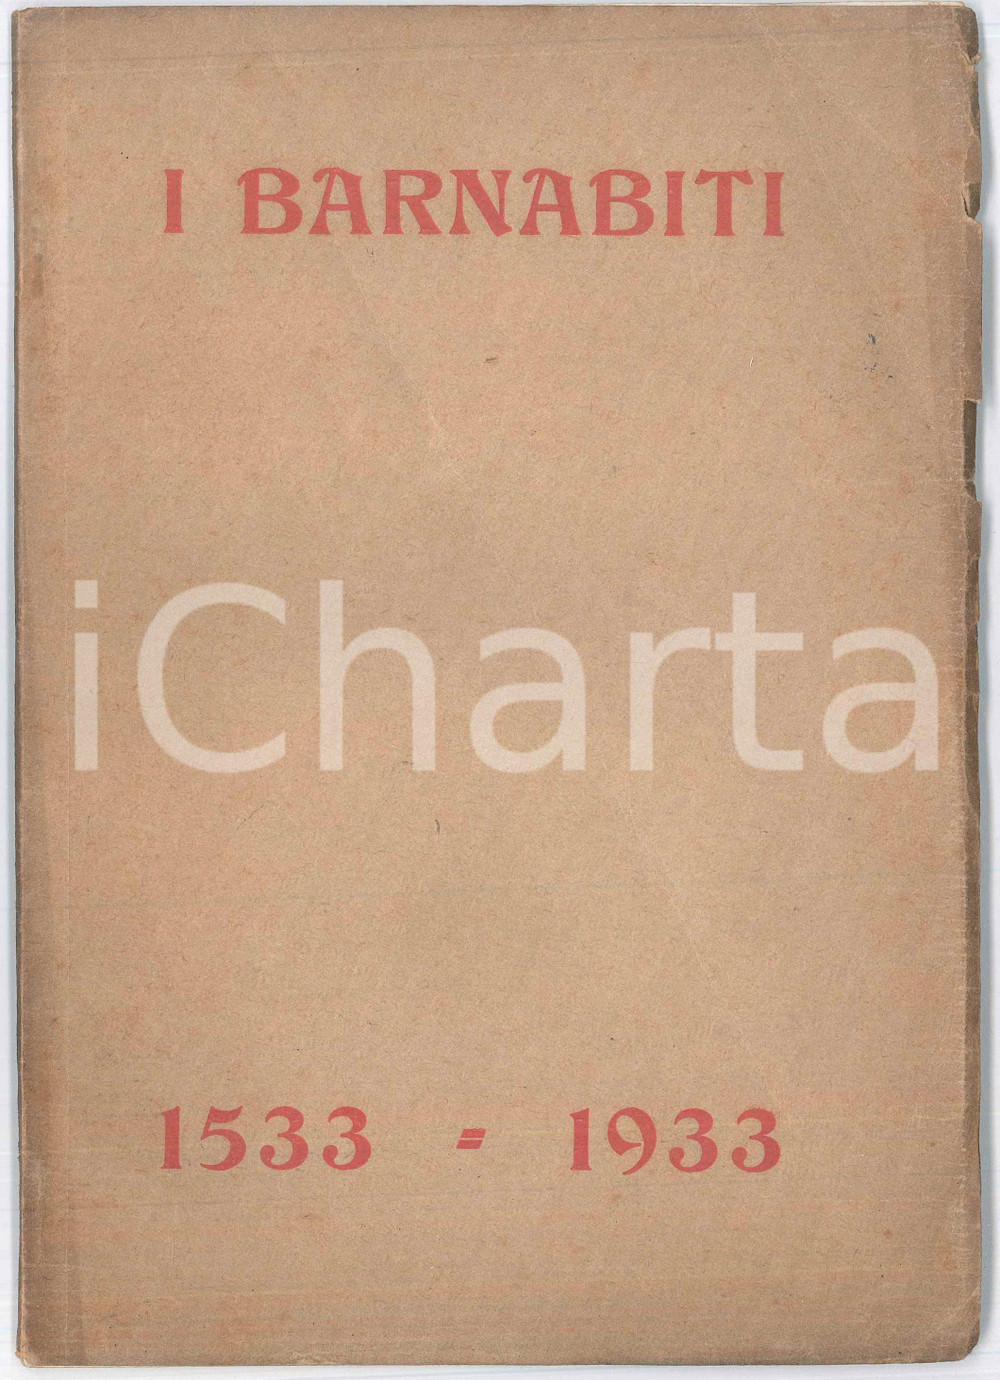 I BARNABITI
iCharta
1533 = 1933